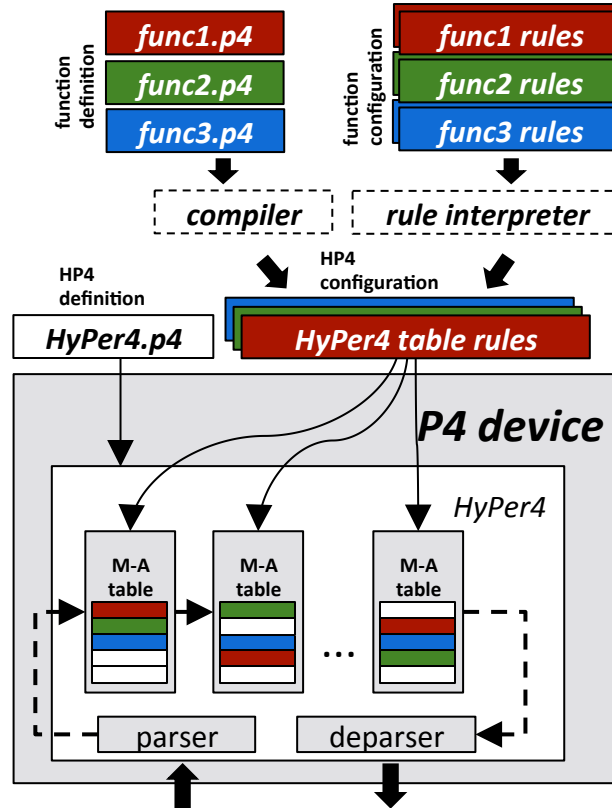 func1.p4
func2.p4
func3.p4
function
definition
func1 rules
func2 rules
func3 rules
function
configuration
compiler
rule interpreter
HP4
definition
HP4
configuration
HyPer4.p4
HyPer4 table rules
P4 device
HyPer4
M-A
table
M-A
table
...
M-A
table
parser
deparser